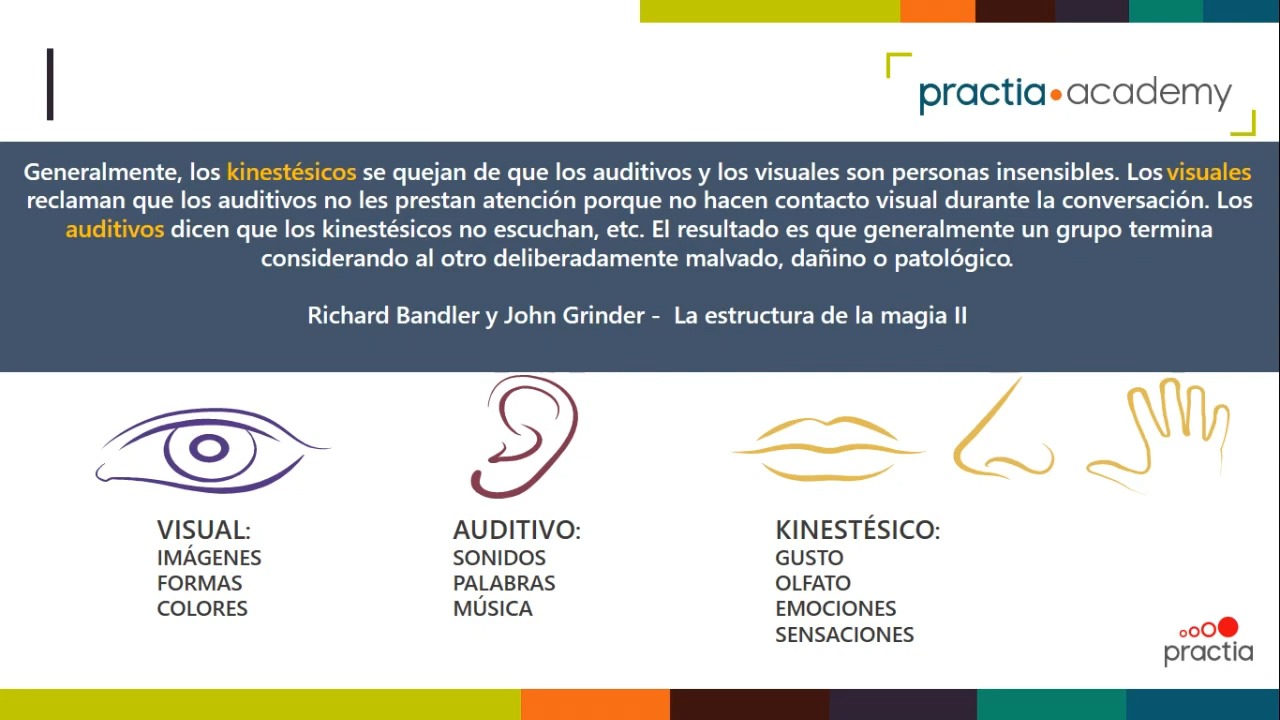 practia academy
Generalmente, los kinestésicos se quejan de que los auditivos y los visuales son personas insensibles. Los visuales
reclaman que los auditivos no les prestan atención porque no hacen contacto visual durante la conversación. Los
auditivos dicen que los kinestésicos no escuchan, etc. El resultado es que generalmente un grupo termina
considerando al otro deliberadamente malvado, dañino o patológico.
Richard Bandler y John Grinder - La estructura de la magia II
VISUAL:
IMÁGENES
FORMAS
COLORES
AUDITIVO:
SONIDOS
PALABRAS
MÚSICA
KINESTÉSICO:
GUSTO
OLFATO
EMOCIONES
SENSACIONES
practia